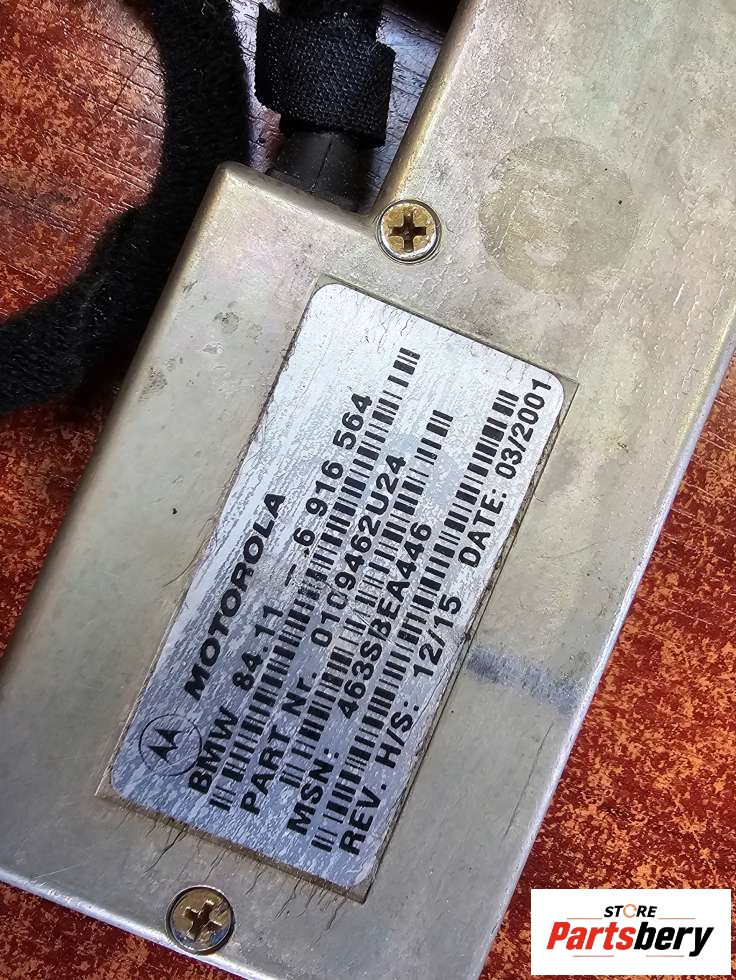 MOTOROLA
BMW 84.11 - 6 916 564
PART Nr. 0109462U24
MSN: 463SBEA446
REV. H/S: 12/15 DATE: 03/2001
STORE
Partsbery